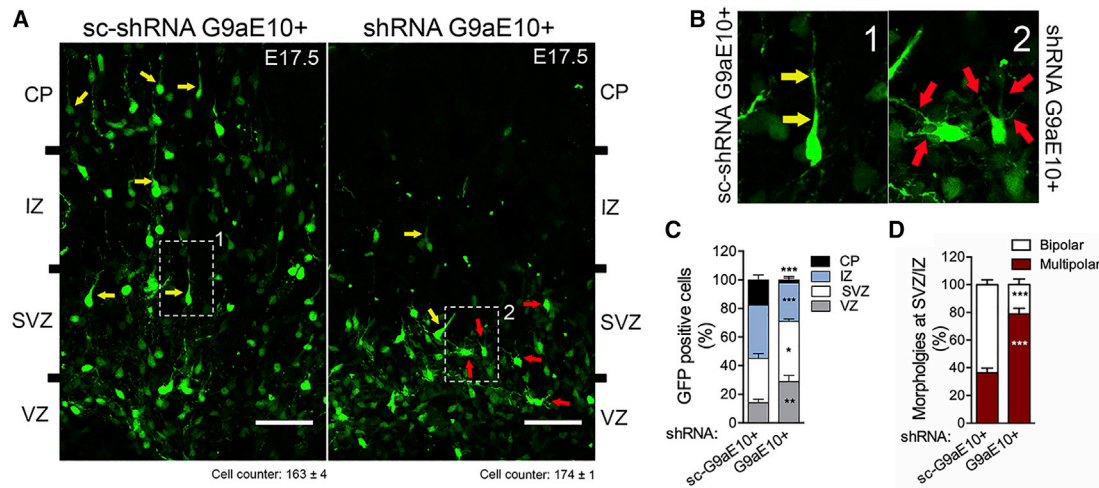 A
sc-shRNA G9aE10+
shRNA G9aE10+
E17.5
E17.5
CP
IZ
SVZ
VZ
1
2
CP
IZ
SVZ
VZ
Cell counter: 163 ± 4
Cell counter: 174 ± 1
B
sc-shRNA G9aE10+
1
2
shRNA G9aE10+
C
GFP positive cells
(%)
120
100
80
60
40
20
0
***
***
*
**
CP
IZ
SVZ
VZ
shRNA:
sc-G9aE10+
G9aE10+
D
Bipolar
Multipolar
Morpholgies at SVZ/IZ
(%)
120
100
80
60
40
20
0
***
***
shRNA:
sc-G9aE10+
G9aE10+